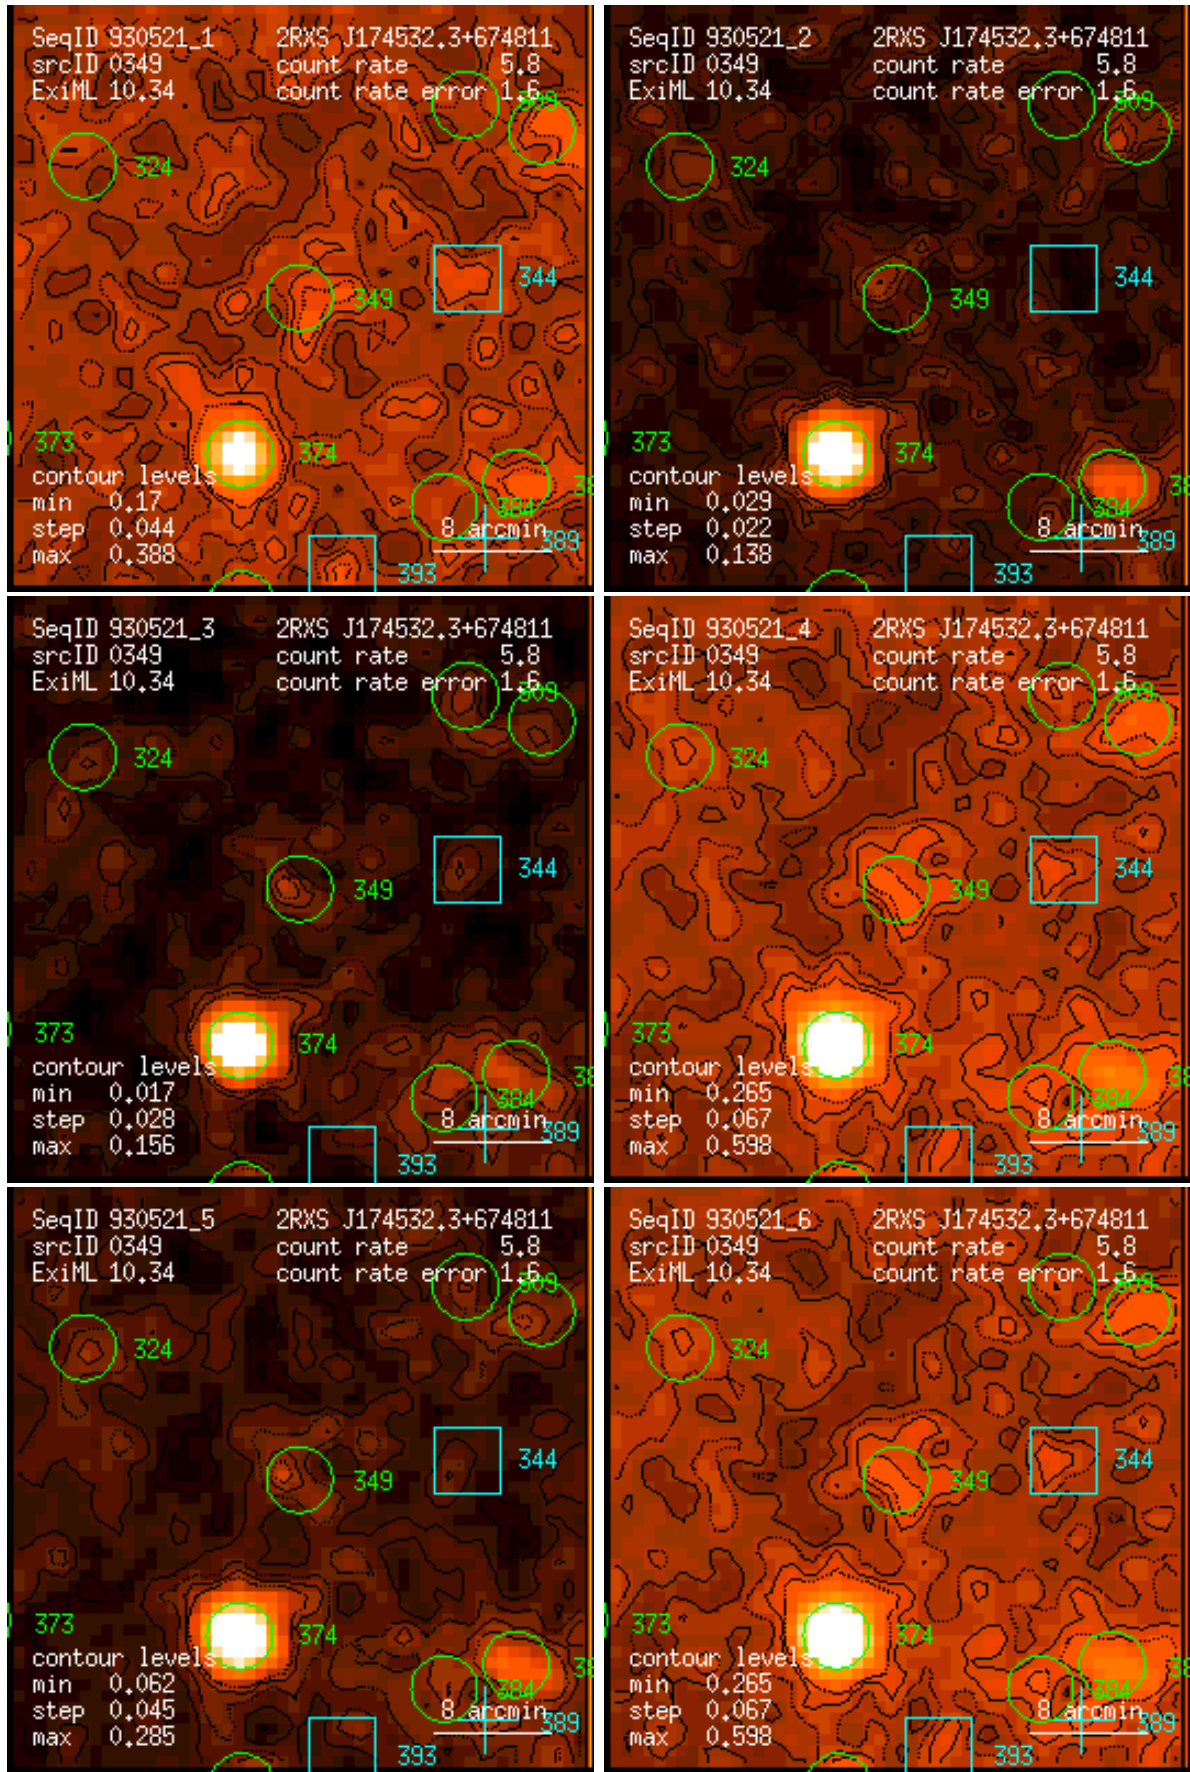 SeqID 930521_1 2RXS J174532.3+674811
srcID 0349 count rate 5.8
ExiML 10.34 count rate error 1.6
324
344
349
373
374
contour levels
min 0.17
step 0.044
max 0.388
384
8 arcmin
389
393
SeqID 930521_2 2RXS J174532.3+674811
srcID 0349 count rate 5.8
ExiML 10.34 count rate error 1.6
324
344
349
373
374
contour levels
min 0.029
step 0.022
max 0.138
384
8 arcmin
389
393
SeqID 930521_3 2RXS J174532.3+674811
srcID 0349 count rate 5.8
ExiML 10.34 count rate error 1.6
324
344
349
373
374
contour levels
min 0.017
step 0.028
max 0.156
384
8 arcmin
389
393
SeqID 930521_4 2RXS J174532.3+674811
srcID 0349 count rate 5.8
ExiML 10.34 count rate error 1.6
324
344
349
373
374
contour levels
min 0.265
step 0.067
max 0.598
384
8 arcmin
389
393
SeqID 930521_5 2RXS J174532.3+674811
srcID 0349 count rate 5.8
ExiML 10.34 count rate error 1.6
324
344
349
373
374
contour levels
min 0.062
step 0.045
max 0.285
384
8 arcmin
389
393
SeqID 930521_6 2RXS J174532.3+674811
srcID 0349 count rate 5.8
ExiML 10.34 count rate error 1.6
324
344
349
373
374
contour levels
min 0.265
step 0.067
max 0.598
384
8 arcmin
389
393